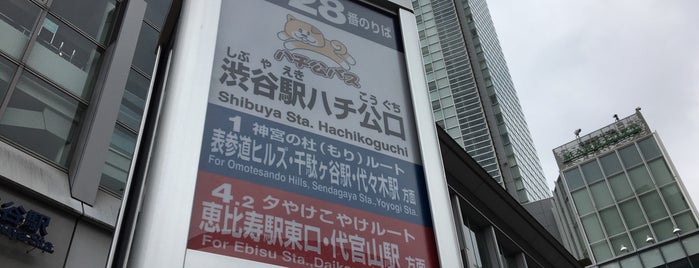 28番のりば
ハチ公バス
しぶ や えき こう ぐち
渋谷駅ハチ公口
Shibuya Sta. Hachikoguchi
1 神宮の杜(もり)ルート
表参道ヒルズ・千駄ヶ谷駅・代々木駅 方面
For Omotesando Hills, Sendagaya Sta., Yoyogi Sta.
4.2 夕やけこやけルート
恵比寿駅東口・代官山駅 方面
For Ebisu Sta.,
谷駅